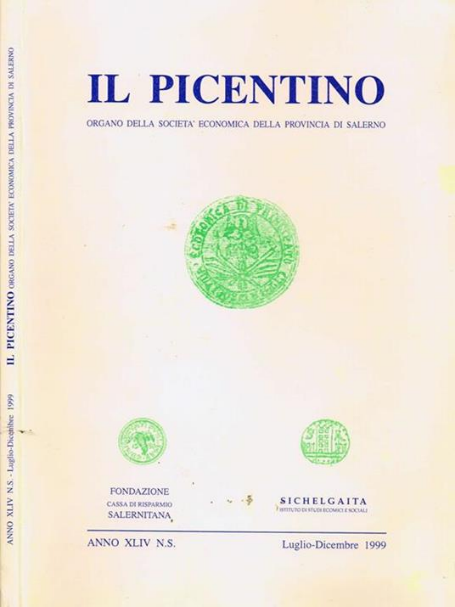 ANNO XLIV N.S. - Luglio-Dicembre 1999 IL PICENTINO ORGANO DELLA SOCIETA' ECONOMICA DELLA PROVINCIA DI SALERNO
IL PICENTINO
ORGANO DELLA SOCIETA' ECONOMICA DELLA PROVINCIA DI SALERNO
FONDAZIONE
CASSA DI RISPARMIO
SALERNITANA
SICHELGAITA
ISTITUTO DI STUDI ECONICI E SOCIALI
ANNO XLIV N.S.
Luglio-Dicembre 1999